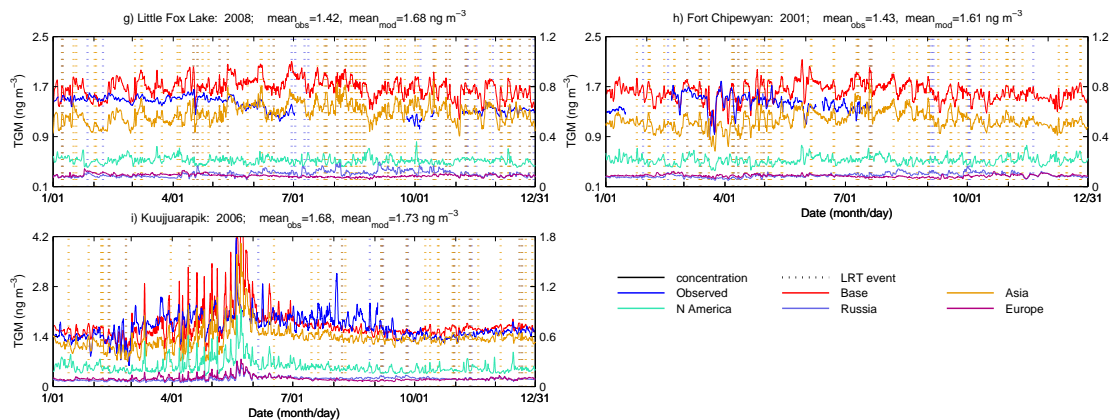 g) Little Fox Lake: 2008; mean_obs=1.42, mean_mod=1.68 ng m⁻³
h) Fort Chipewyan: 2001; mean_obs=1.43, mean_mod=1.61 ng m⁻³
2.5 1.2 2.5 1.2
1.7 0.8 1.7 0.8
0.9 0.4 0.9 0.4
0.1 0 0.1 0
TGM (ng m⁻³)
TGM (ng m⁻³)
1/01 4/01 7/01 10/01 12/31
1/01 4/01 7/01 10/01 12/31
Date (month/day)
i) Kuujjuarapik: 2006; mean_obs=1.68, mean_mod=1.73 ng m⁻³
4.2 1.8
2.8 1.2
1.4 0.6
0 0
TGM (ng m⁻³)
1/01 4/01 7/01 10/01 12/31
Date (month/day)
concentration LRT event
Observed Base Asia
N America Russia Europe